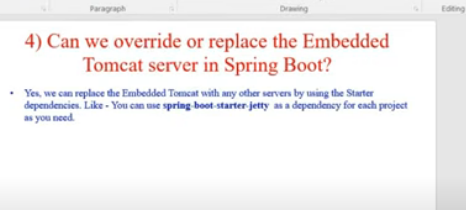 Paragraph
Drawing
Editing
4) Can we override or replace the Embedded
Tomcat server in Spring Boot?
• Yes, we can replace the Embedded Tomcat with any other servers by using the Starter
dependencies. Like - You can use spring-boot-starter-jetty as a dependency for each project
as you need.